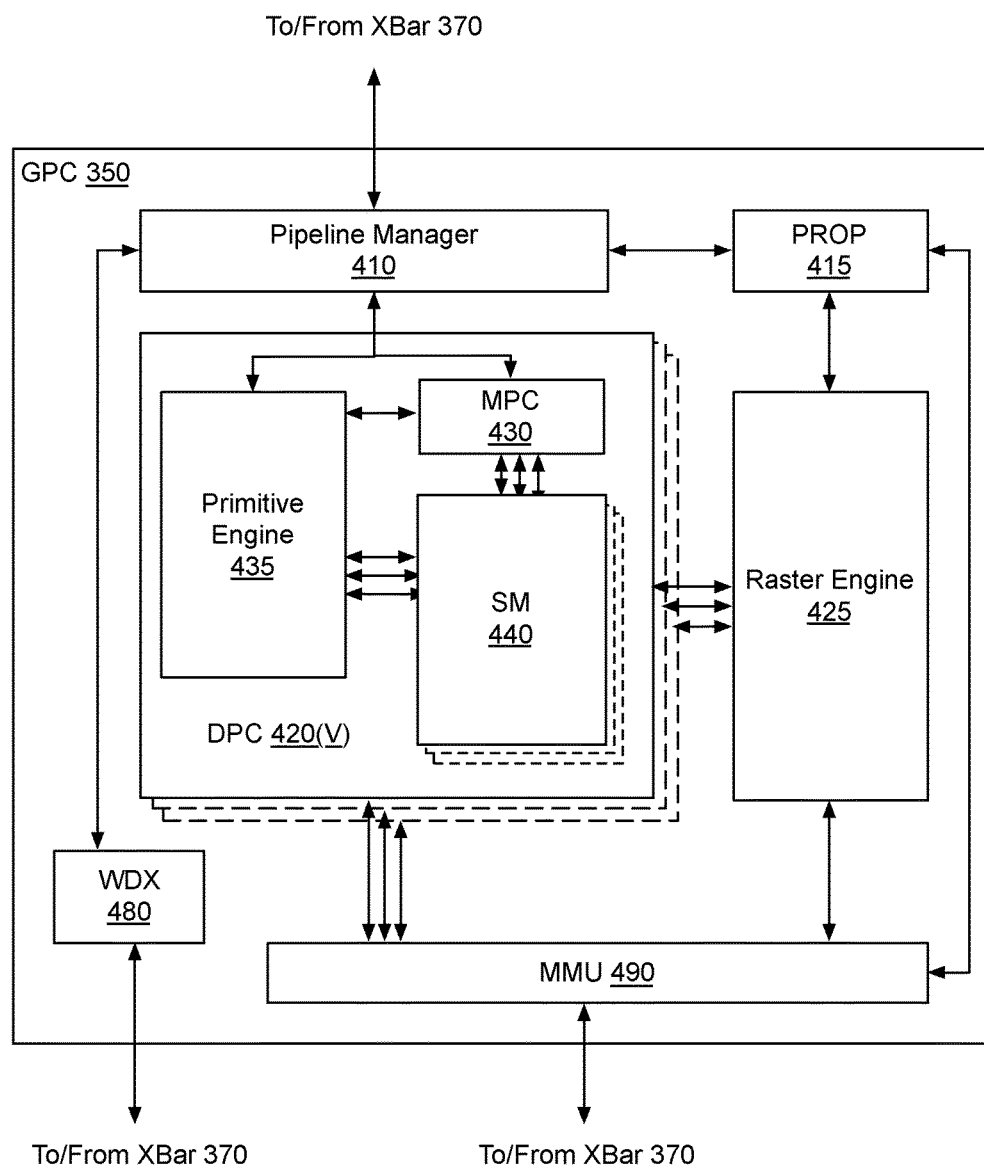 To/From XBar 370
GPC 350
Pipeline Manager
410
PROP
415
MPC
430
Primitive
Engine
435
SM
440
Raster Engine
425
DPC 420(V)
WDX
480
MMU 490
To/From XBar 370
To/From XBar 370